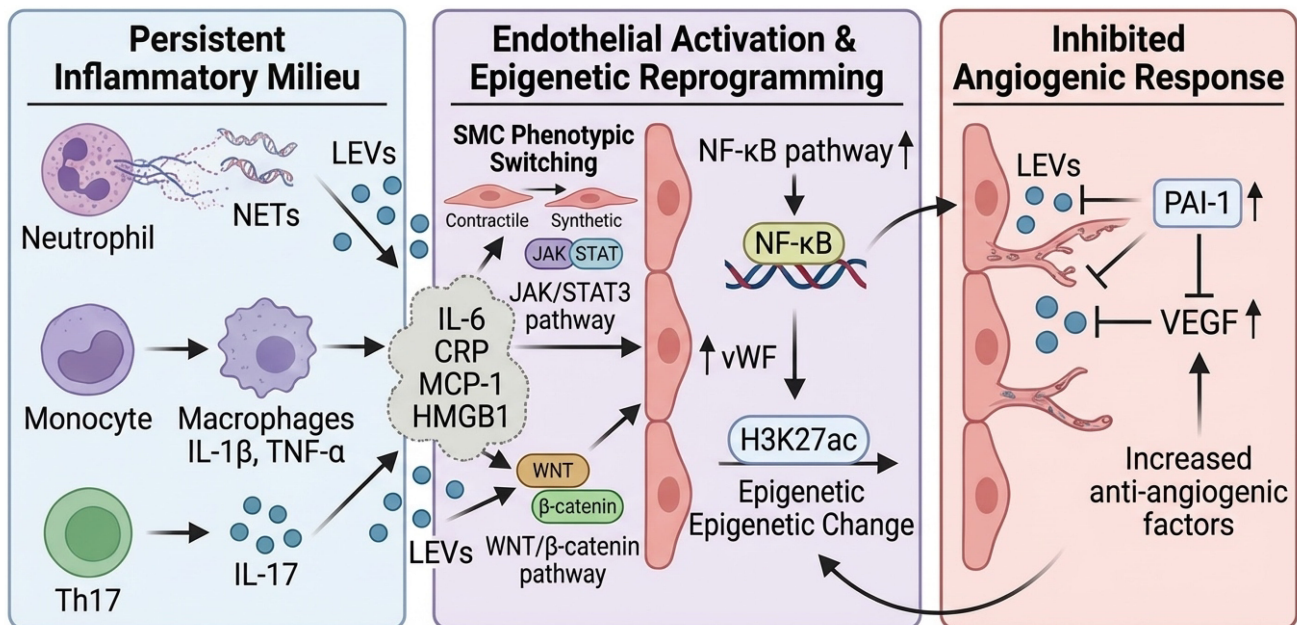 Persistent
Inflammatory Milieu
Neutrophil
NETs
LEVs
Monocyte
Macrophages
IL-1β, TNF-α
Th17
IL-17
IL-6
CRP
MCP-1
HMGB1
LEVs
Endothelial Activation &
Epigenetic Reprogramming
SMC Phenotypic
Switching
Contractile
Synthetic
JAK
STAT
JAK/STAT3
pathway
WNT
β-catenin
WNT/β-catenin
pathway
NF-κB pathway
NF-κB
vWF
H3K27ac
Epigenetic
Epigenetic Change
Inhibited
Angiogenic Response
LEVs
PAI-1
VEGF
Increased
anti-angiogenic
factors